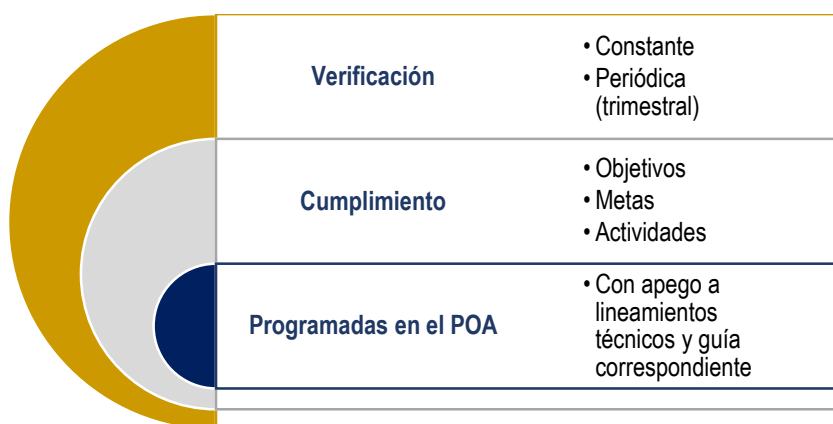 Verificación
• Constante
• Periódica
(trimestral)
Cumplimiento
• Objetivos
• Metas
• Actividades
Programadas en el POA
• Con apego a
lineamientos
técnicos y guía
correspondiente